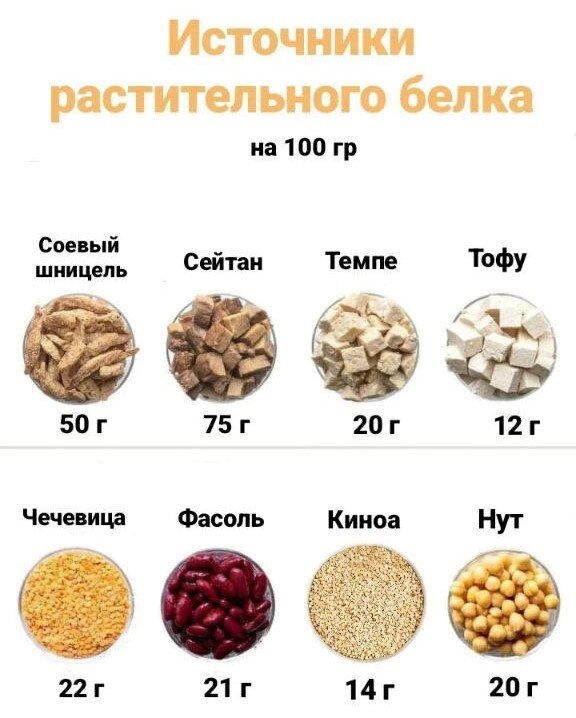 Источники
растительного белка
на 100 гр
Соевый
шницель
Сейтан
Темпе
Тофу
50 г
75 г
20 г
12 г
Чечевица
Фасоль
Киноа
Нут
22 г
21 г
14 г
20 г